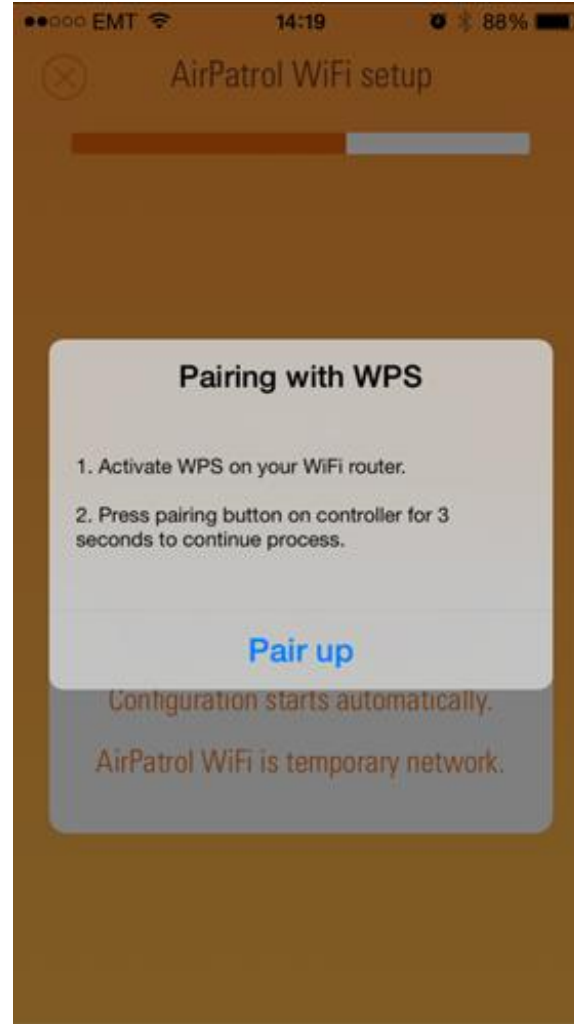 EMT 14:19 88%
AirPatrol WiFi setup
Pairing with WPS
1. Activate WPS on your WiFi router.
2. Press pairing button on controller for 3
seconds to continue process.
Pair up
Configuration starts automatically.
AirPatrol WiFi is temporary network.